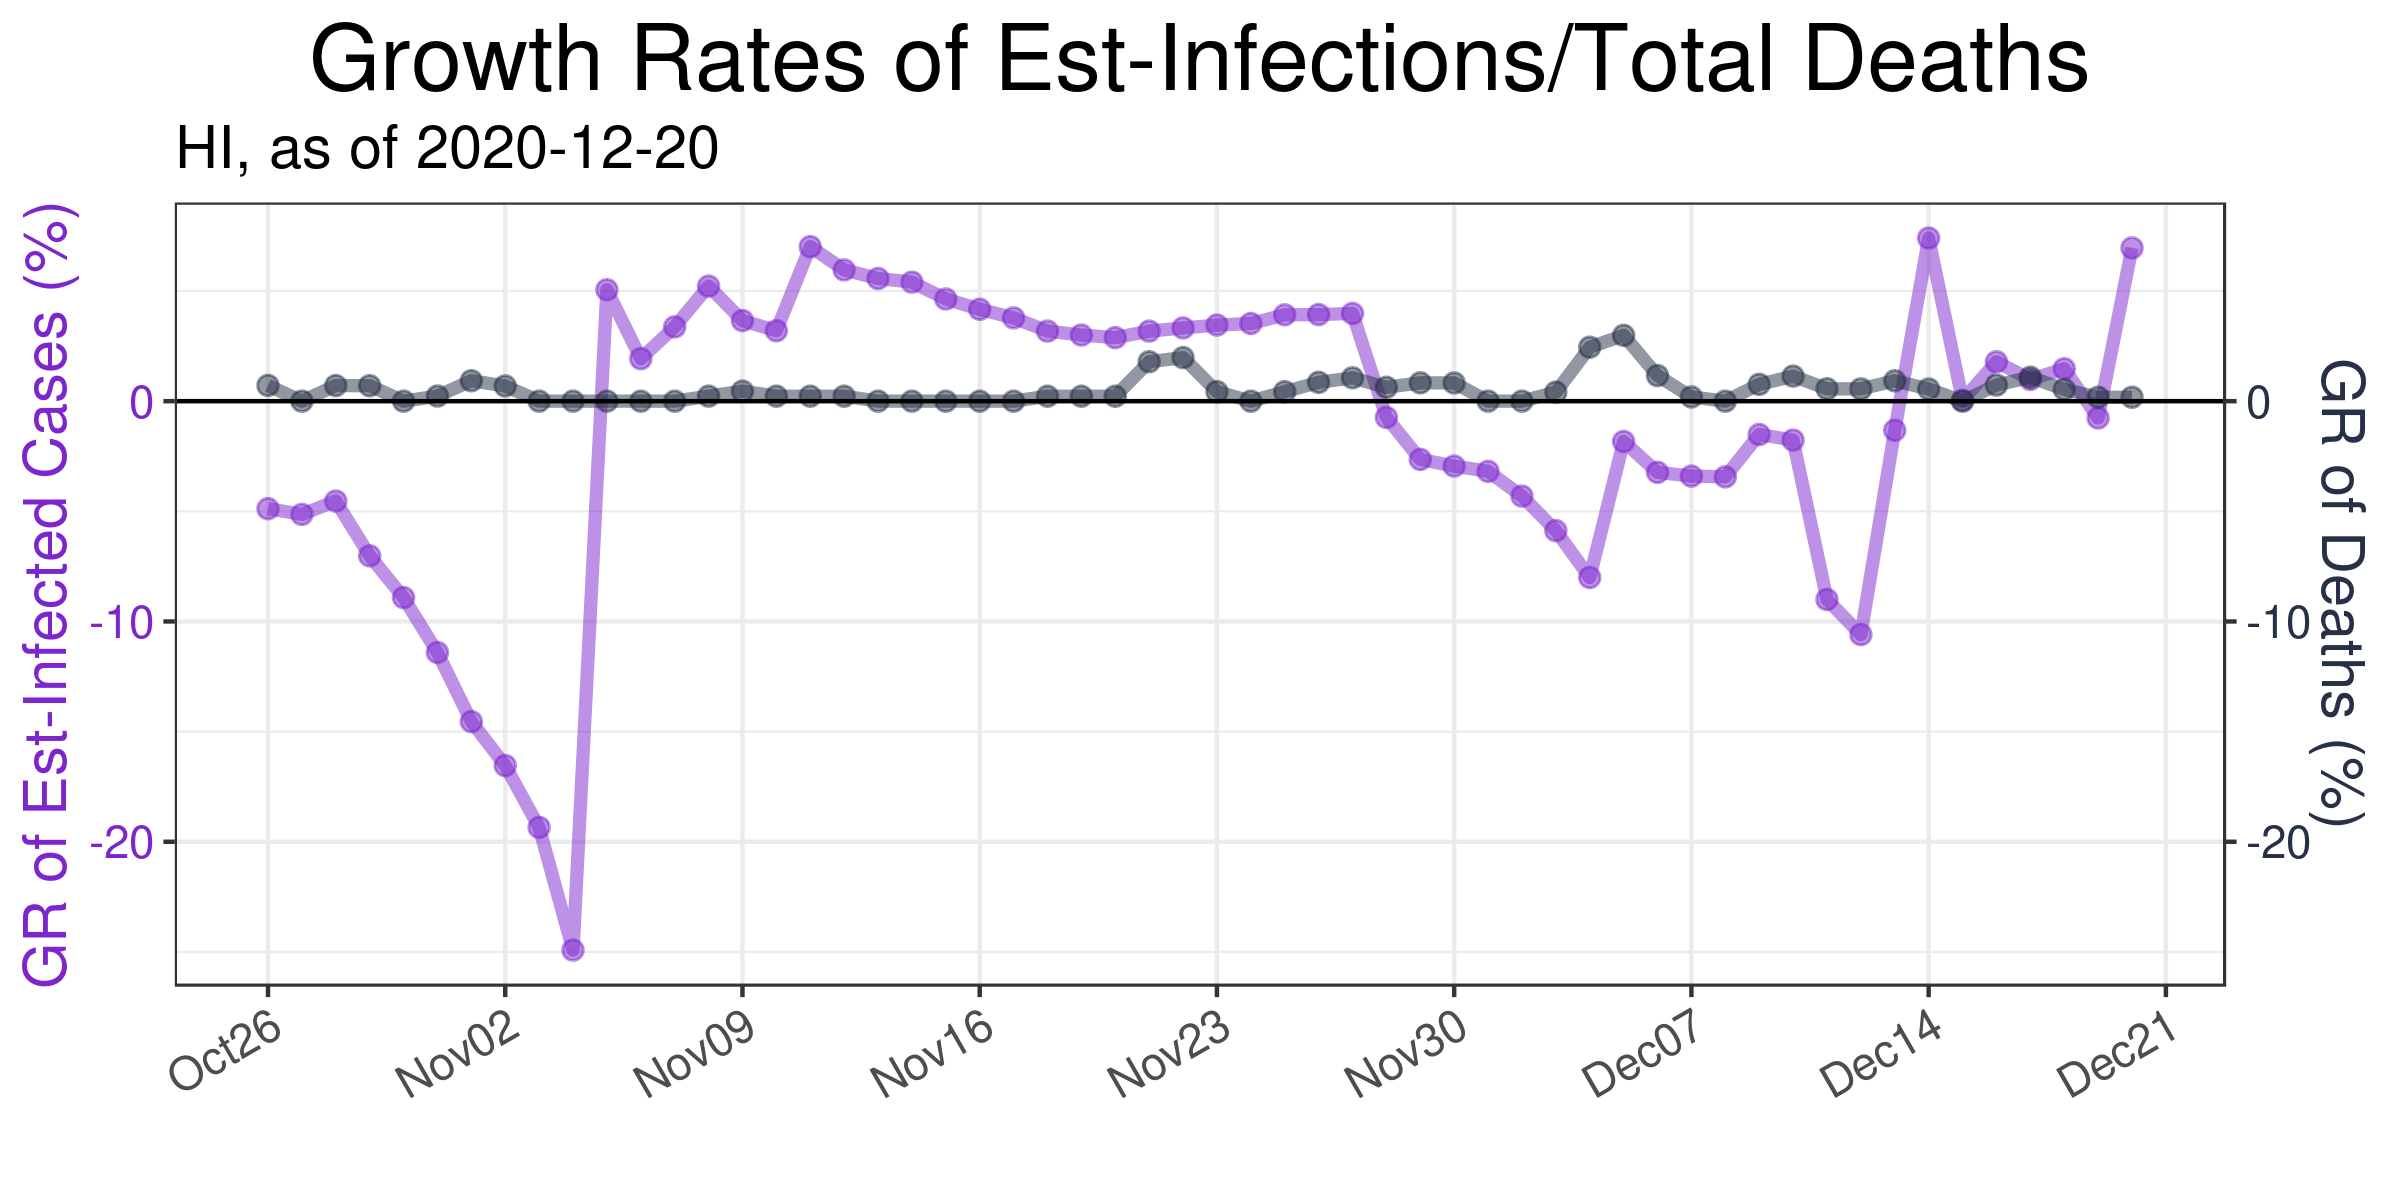 Growth Rates of Est-Infections/Total Deaths
HI, as of 2020-12-20
GR of Est-Infected Cases (%)
0
-10
-20
0
-10
-20
GR of Deaths (%)
Oct26
Nov02
Nov09
Nov16
Nov23
Nov30
Dec07
Dec14
Dec21